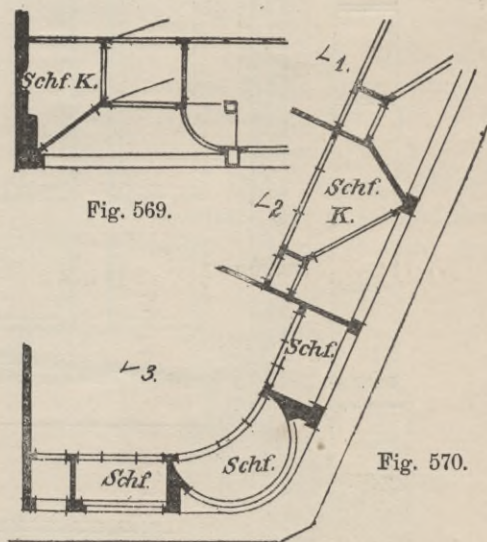 Schf. K.
Fig. 569.
L 1.
Schf.
K.
L 2
Schf.
L 3.
Schf.
Schf.
Fig. 570.